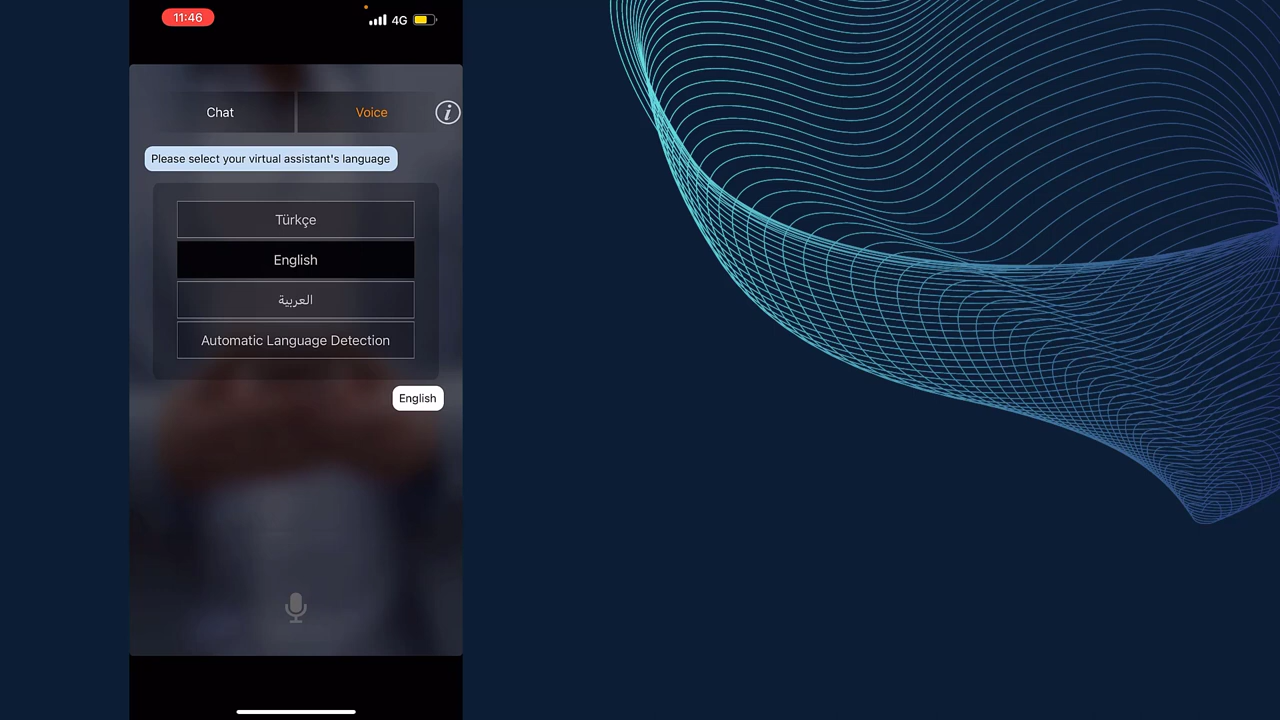 11:46
4G
Chat
Voice
i
Please select your virtual assistant's language
Türkçe
English
العربية
Automatic Language Detection
English